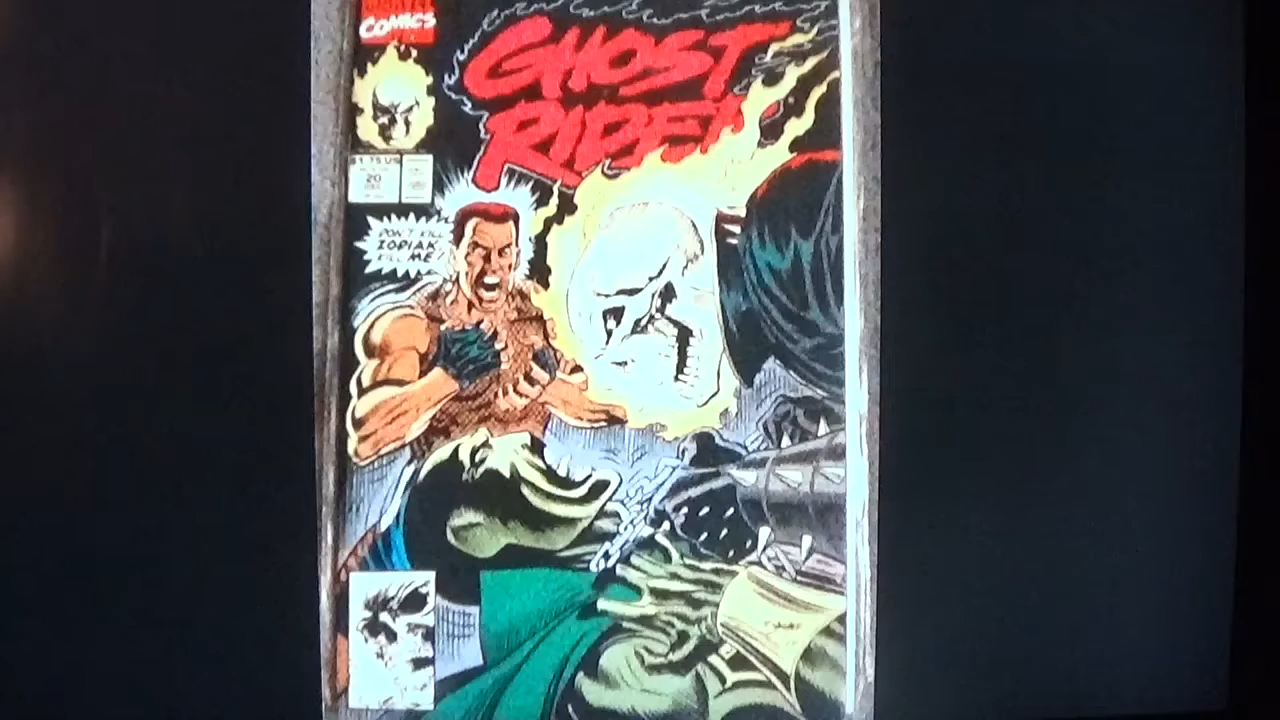 MARVEL
COMICS
GHOST
RIDER
$1.75 US
20
DON'T KILL
ZODIAK,
KILL ME!